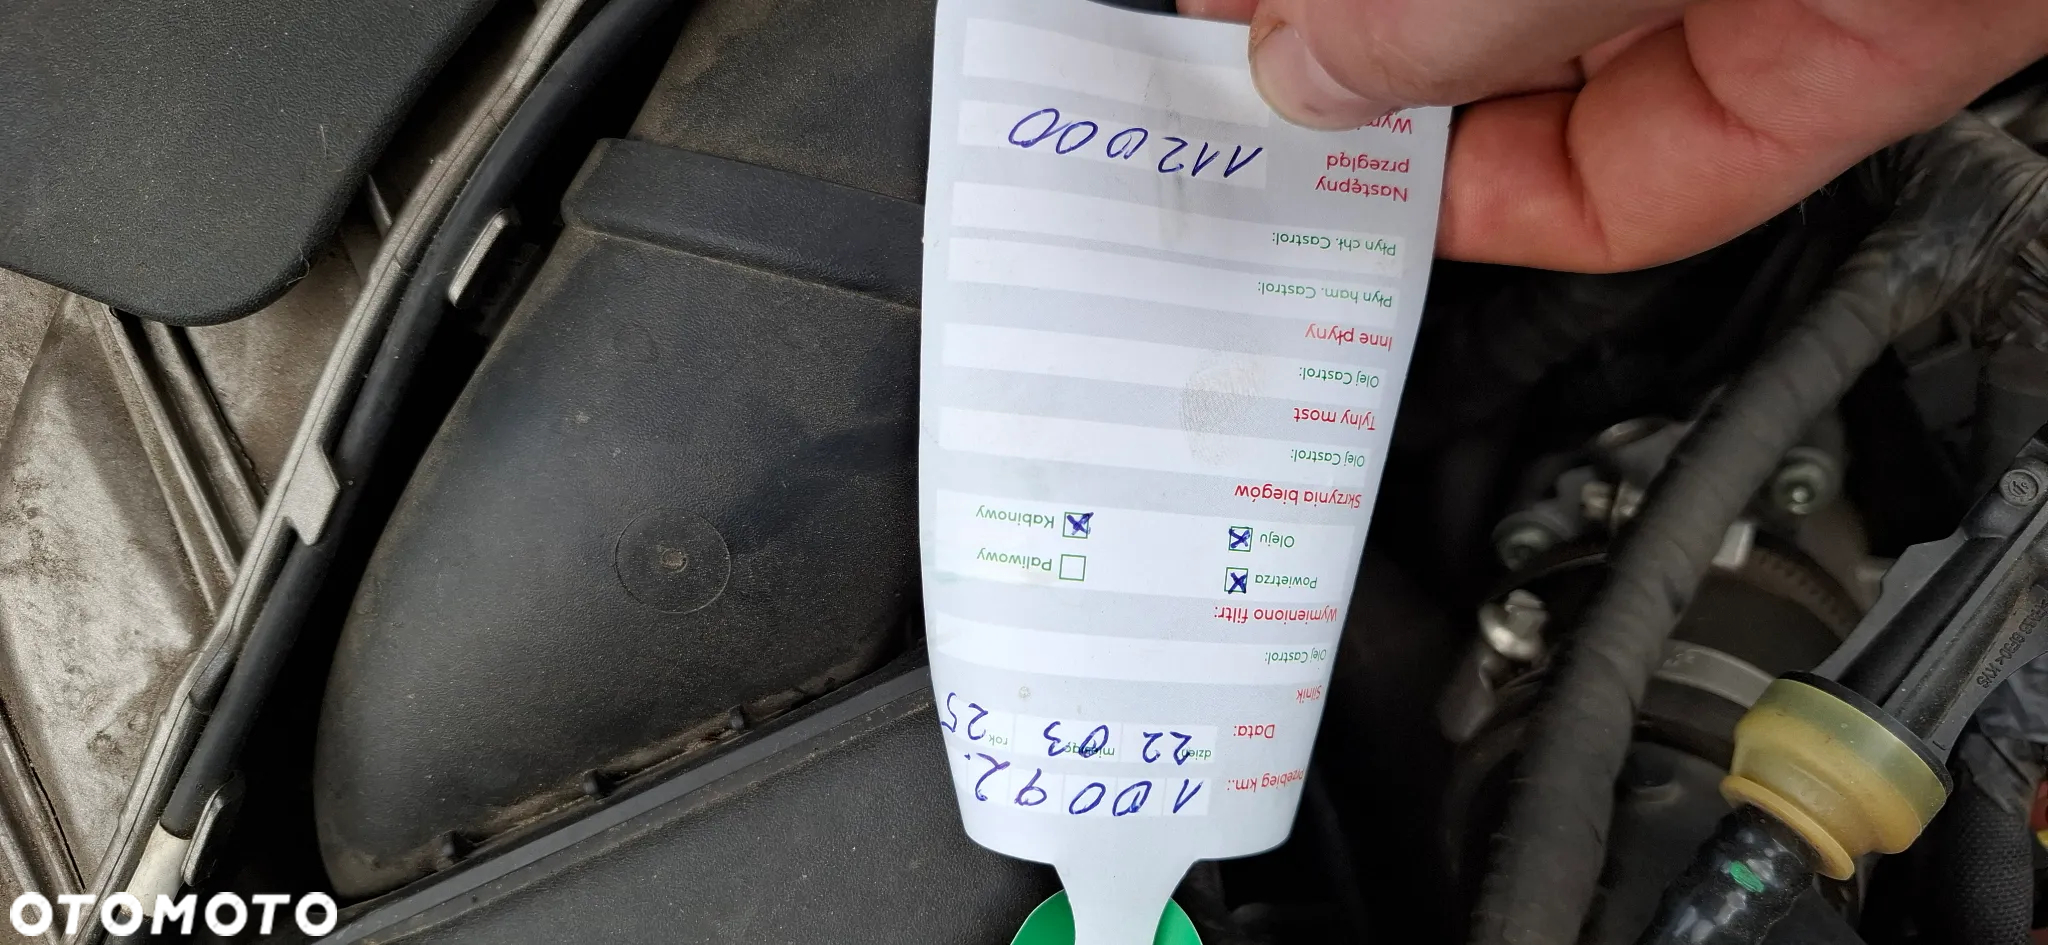 Przebieg km.: 10092.
Data: dzień 22 miesiąc 03 rok 25
Silnik
Olej Castrol:
Wymieniono filtr:
Powietrza Paliwowy
Oleju Kabinowy
Skrzynia biegów
Olej Castrol:
Tylny most
Olej Castrol:
Inne płyny
Płyn ham. Castrol:
Płyn chł. Castrol:
Następny
przegląd 112000
OTOMOTO